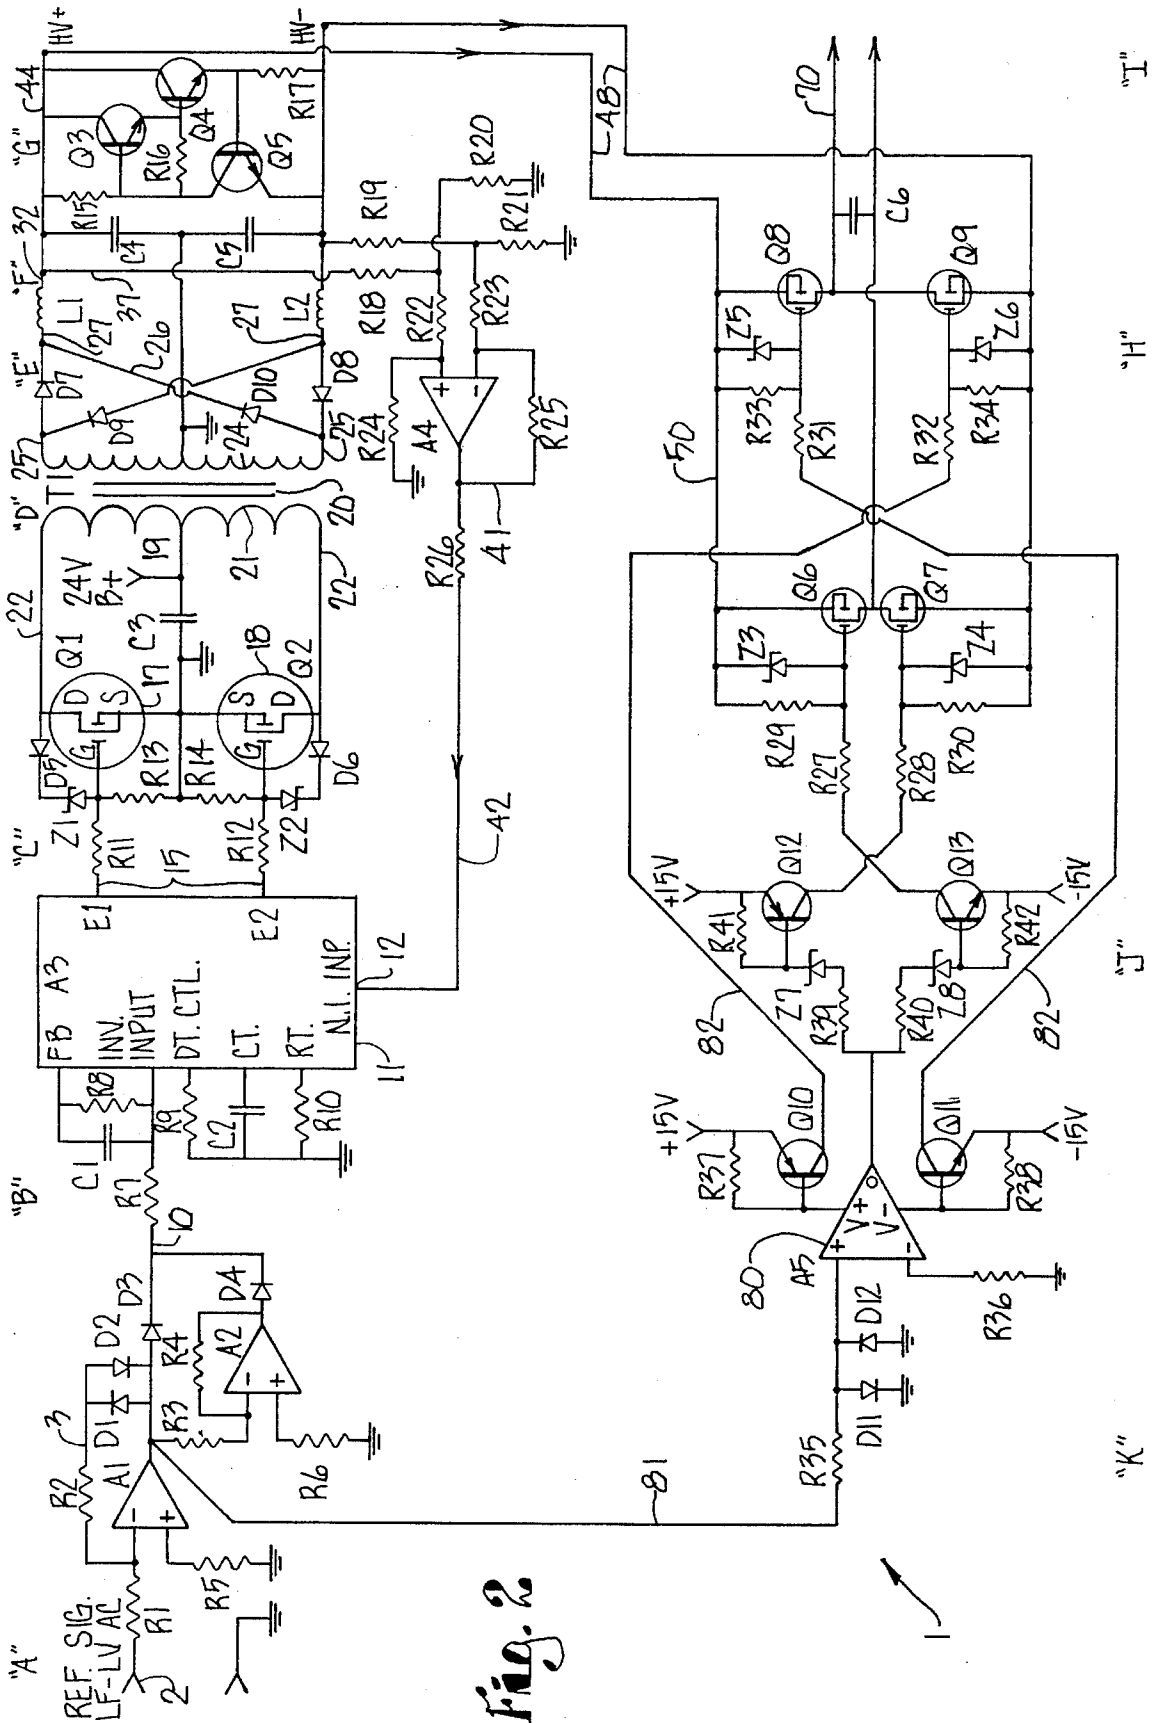 "A"
"B"
"C"
"D"
"E"
"F"
"G"
REF. SIG.
LF-LV AC
2
R1
R2
3
A1
D1
D2
D3
R5
R3
R4
A2
D4
R6
10
R7
C1
R8
R9
C2
R10
FB A3
INV.
INPUT
DT. CTL.
CT.
RT.
N.I. INP.
E1
E2
11
12
15
R11
R12
Z1
Z2
D5
D6
R13
R14
G
D
S
Q1
17
G
S
D
18
Q2
22
24V
B+
19
C3
21
22
20
T1
25
24
25
D7
D9
D10
D8
26
27
27
L1
L2
37
32
C4
C5
R15
R16
Q3
Q4
Q5
R17
44
HV+
HV-
R18
R19
R20
R21
R22
R23
R24
R25
A4
+
-
R26
41
42
48
50
81
R35
D11
D12
A5
80
+
-
V+
V-
O
R36
R37
R38
+15V
-15V
Q10
Q11
82
82
R39
R40
Z7
Z8
R41
R42
+15V
-15V
Q12
Q13
R27
R28
R29
R30
Z3
Z4
Q6
Q7
R31
R32
R33
R34
Z5
Z6
Q8
Q9
C6
70
"K"
"J"
"H"
"I"
1
Fig. 2